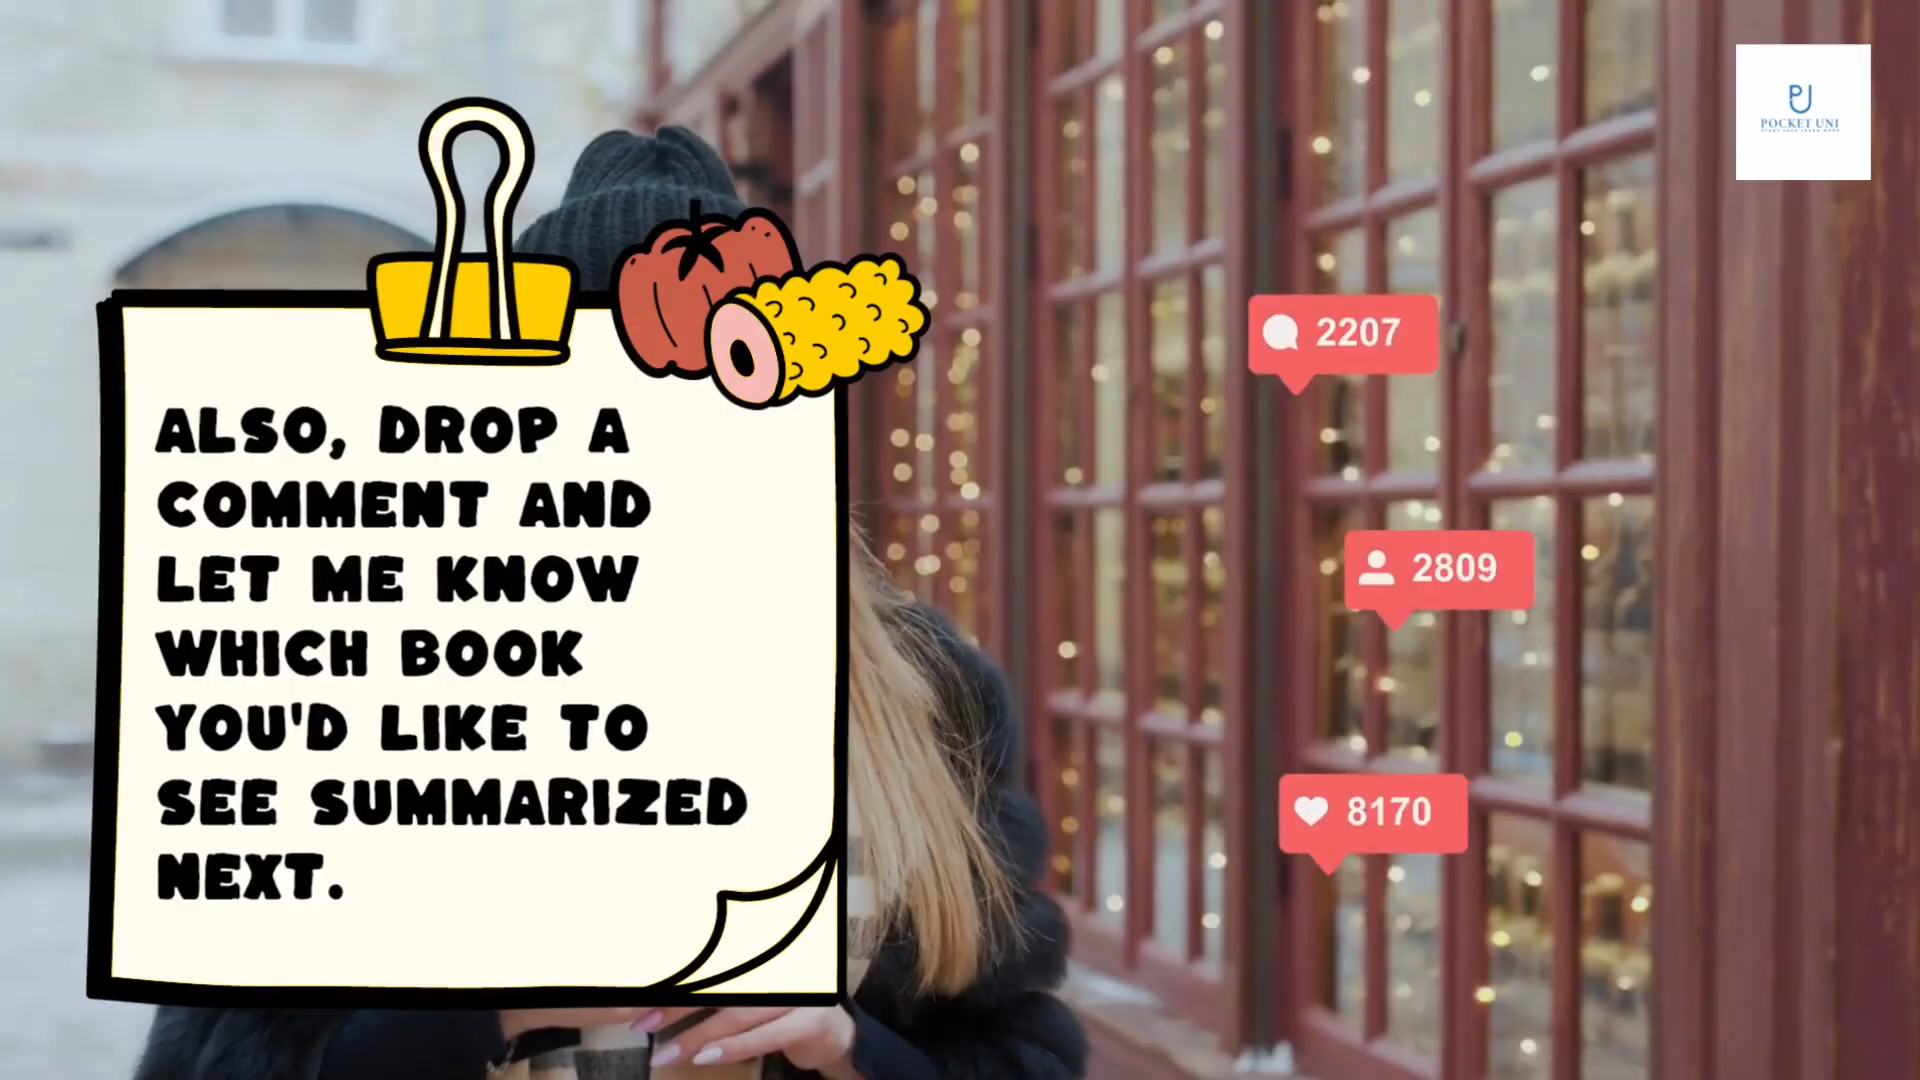 PU
POCKET UNI
ALSO, DROP A
COMMENT AND
LET ME KNOW
WHICH BOOK
YOU'D LIKE TO
SEE SUMMARIZED
NEXT.
2207
2809
8170